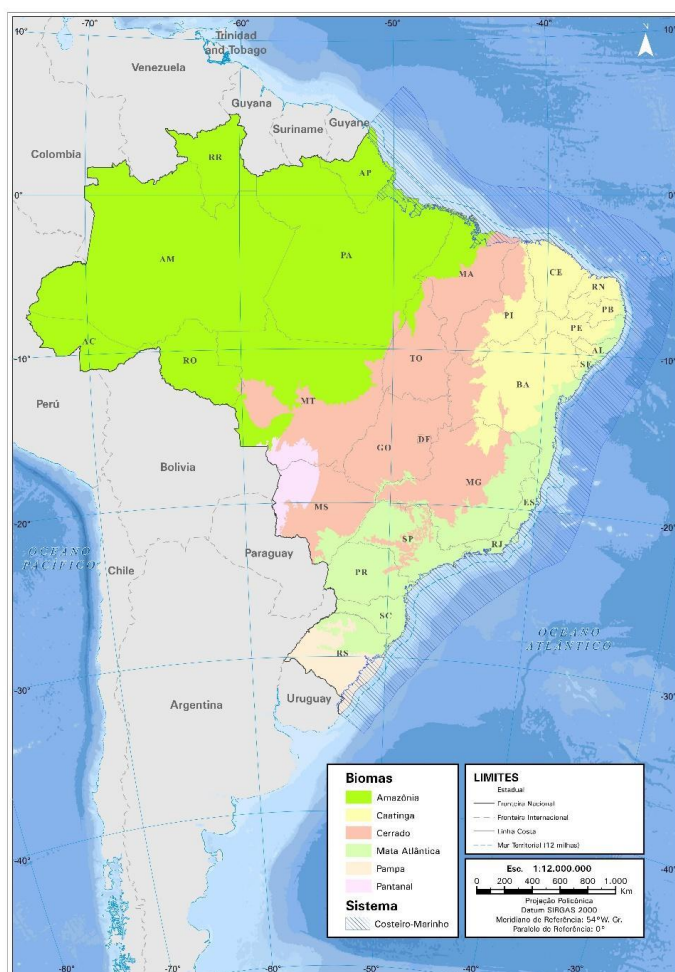 -70°
-60°
-50°
-40°
10°
10°
N
Trinidad
and Tobago
Venezuela
Guyana
Suriname
Guyane
Colombia
RR
AP
0°
0°
AM
PA
MA
CE
RN
PB
PI
PE
AL
SE
AC
RO
TO
BA
-10°
-10°
MT
Perú
GO
DF
Bolivia
MG
MS
ES
-20°
-20°
SP
RJ
OCEANO
PACÍFICO
Chile
Paraguay
PR
SC
OCEANO
ATLÂNTICO
RS
-30°
-30°
Uruguay
Argentina
Biomas
Amazônia
Caatinga
Cerrado
Mata Atlântica
Pampa
Pantanal
Sistema
Costeiro-Marinho
LIMITES
Estadual
Fronteira Nacional
Fronteira Internacional
Linha Costa
Mar Territorial (12 milhas)
Esc. 1:12.000.000
0 200 400 600 800 1.000
Km
Projeção Policônica
Datum SIRGAS 2000
Meridiano de Referência: 54°W. Gr.
Paralelo de Referência: 0°
-40°
-40°
-80°
-70°
-60°
-50°
-40°
-30°